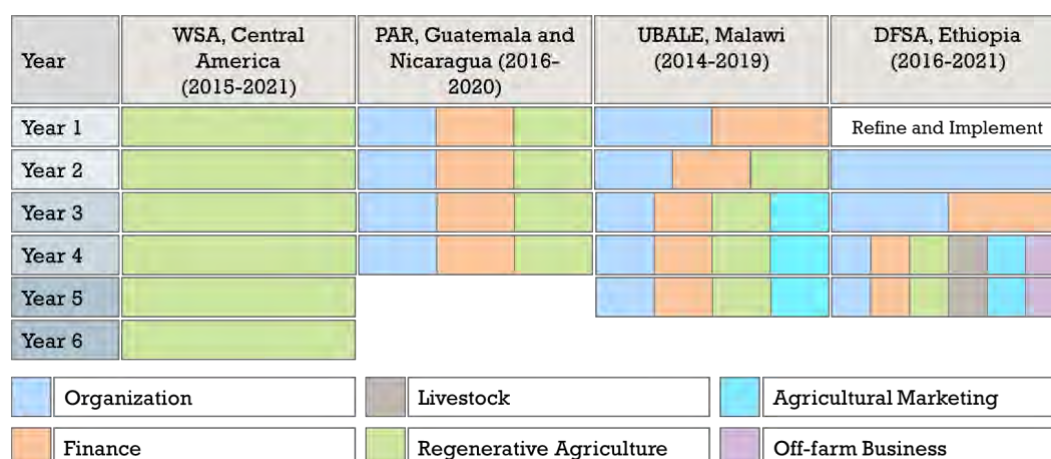 Year
WSA, Central
America
(2015-2021)
PAR, Guatemala and
Nicaragua (2016-
2020)
UBALE, Malawi
(2014-2019)
DFSA, Ethiopia
(2016-2021)
Year 1
Refine and Implement
Year 2
Year 3
Year 4
Year 5
Year 6
Organization
Livestock
Agricultural Marketing
Finance
Regenerative Agriculture
Off-farm Business